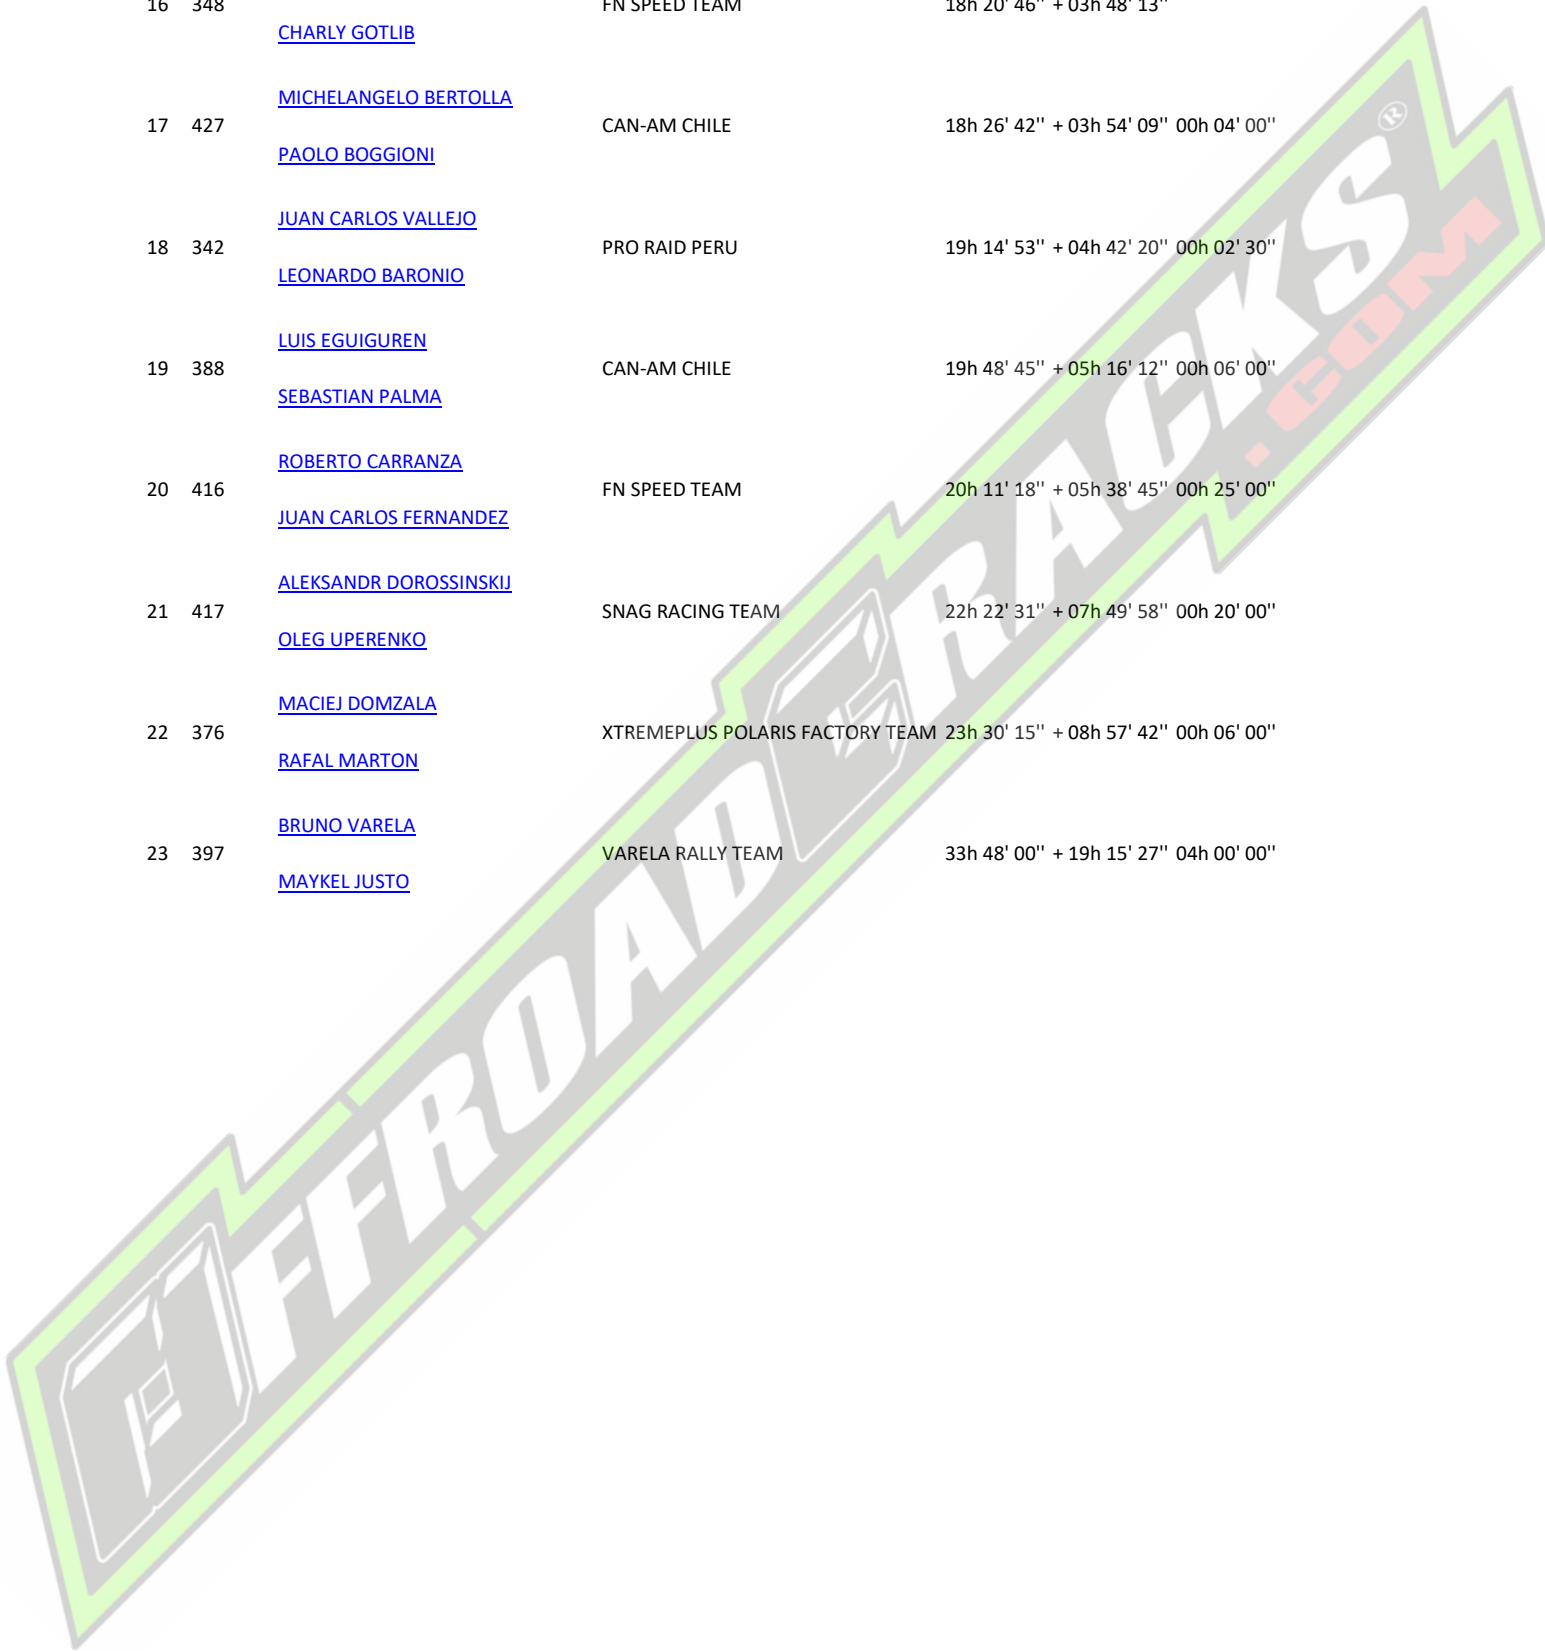 16 348 FN SPEED TEAM 18h 20' 46'' + 03h 48' 13''
CHARLY GOTLIB
MICHELANGELO BERTOLLA
17 427 CAN-AM CHILE 18h 26' 42'' + 03h 54' 09'' 00h 04' 00''
PAOLO BOGGIONI
JUAN CARLOS VALLEJO
18 342 PRO RAID PERU 19h 14' 53'' + 04h 42' 20'' 00h 02' 30''
LEONARDO BARONIO
LUIS EGUIGUREN
19 388 CAN-AM CHILE 19h 48' 45'' + 05h 16' 12'' 00h 06' 00''
SEBASTIAN PALMA
ROBERTO CARRANZA
20 416 FN SPEED TEAM 20h 11' 18'' + 05h 38' 45'' 00h 25' 00''
JUAN CARLOS FERNANDEZ
ALEKSANDR DOROSSINSKIJ
21 417 SNAG RACING TEAM 22h 22' 31'' + 07h 49' 58'' 00h 20' 00''
OLEG UPERENKO
MACIEJ DOMZALA
22 376 XTREMEPLUS POLARIS FACTORY TEAM 23h 30' 15'' + 08h 57' 42'' 00h 06' 00''
RAFAL MARTON
BRUNO VARELA
23 397 VARELA RALLY TEAM 33h 48' 00'' + 19h 15' 27'' 04h 00' 00''
MAYKEL JUSTO
OFFROADCRACKS®
.COM